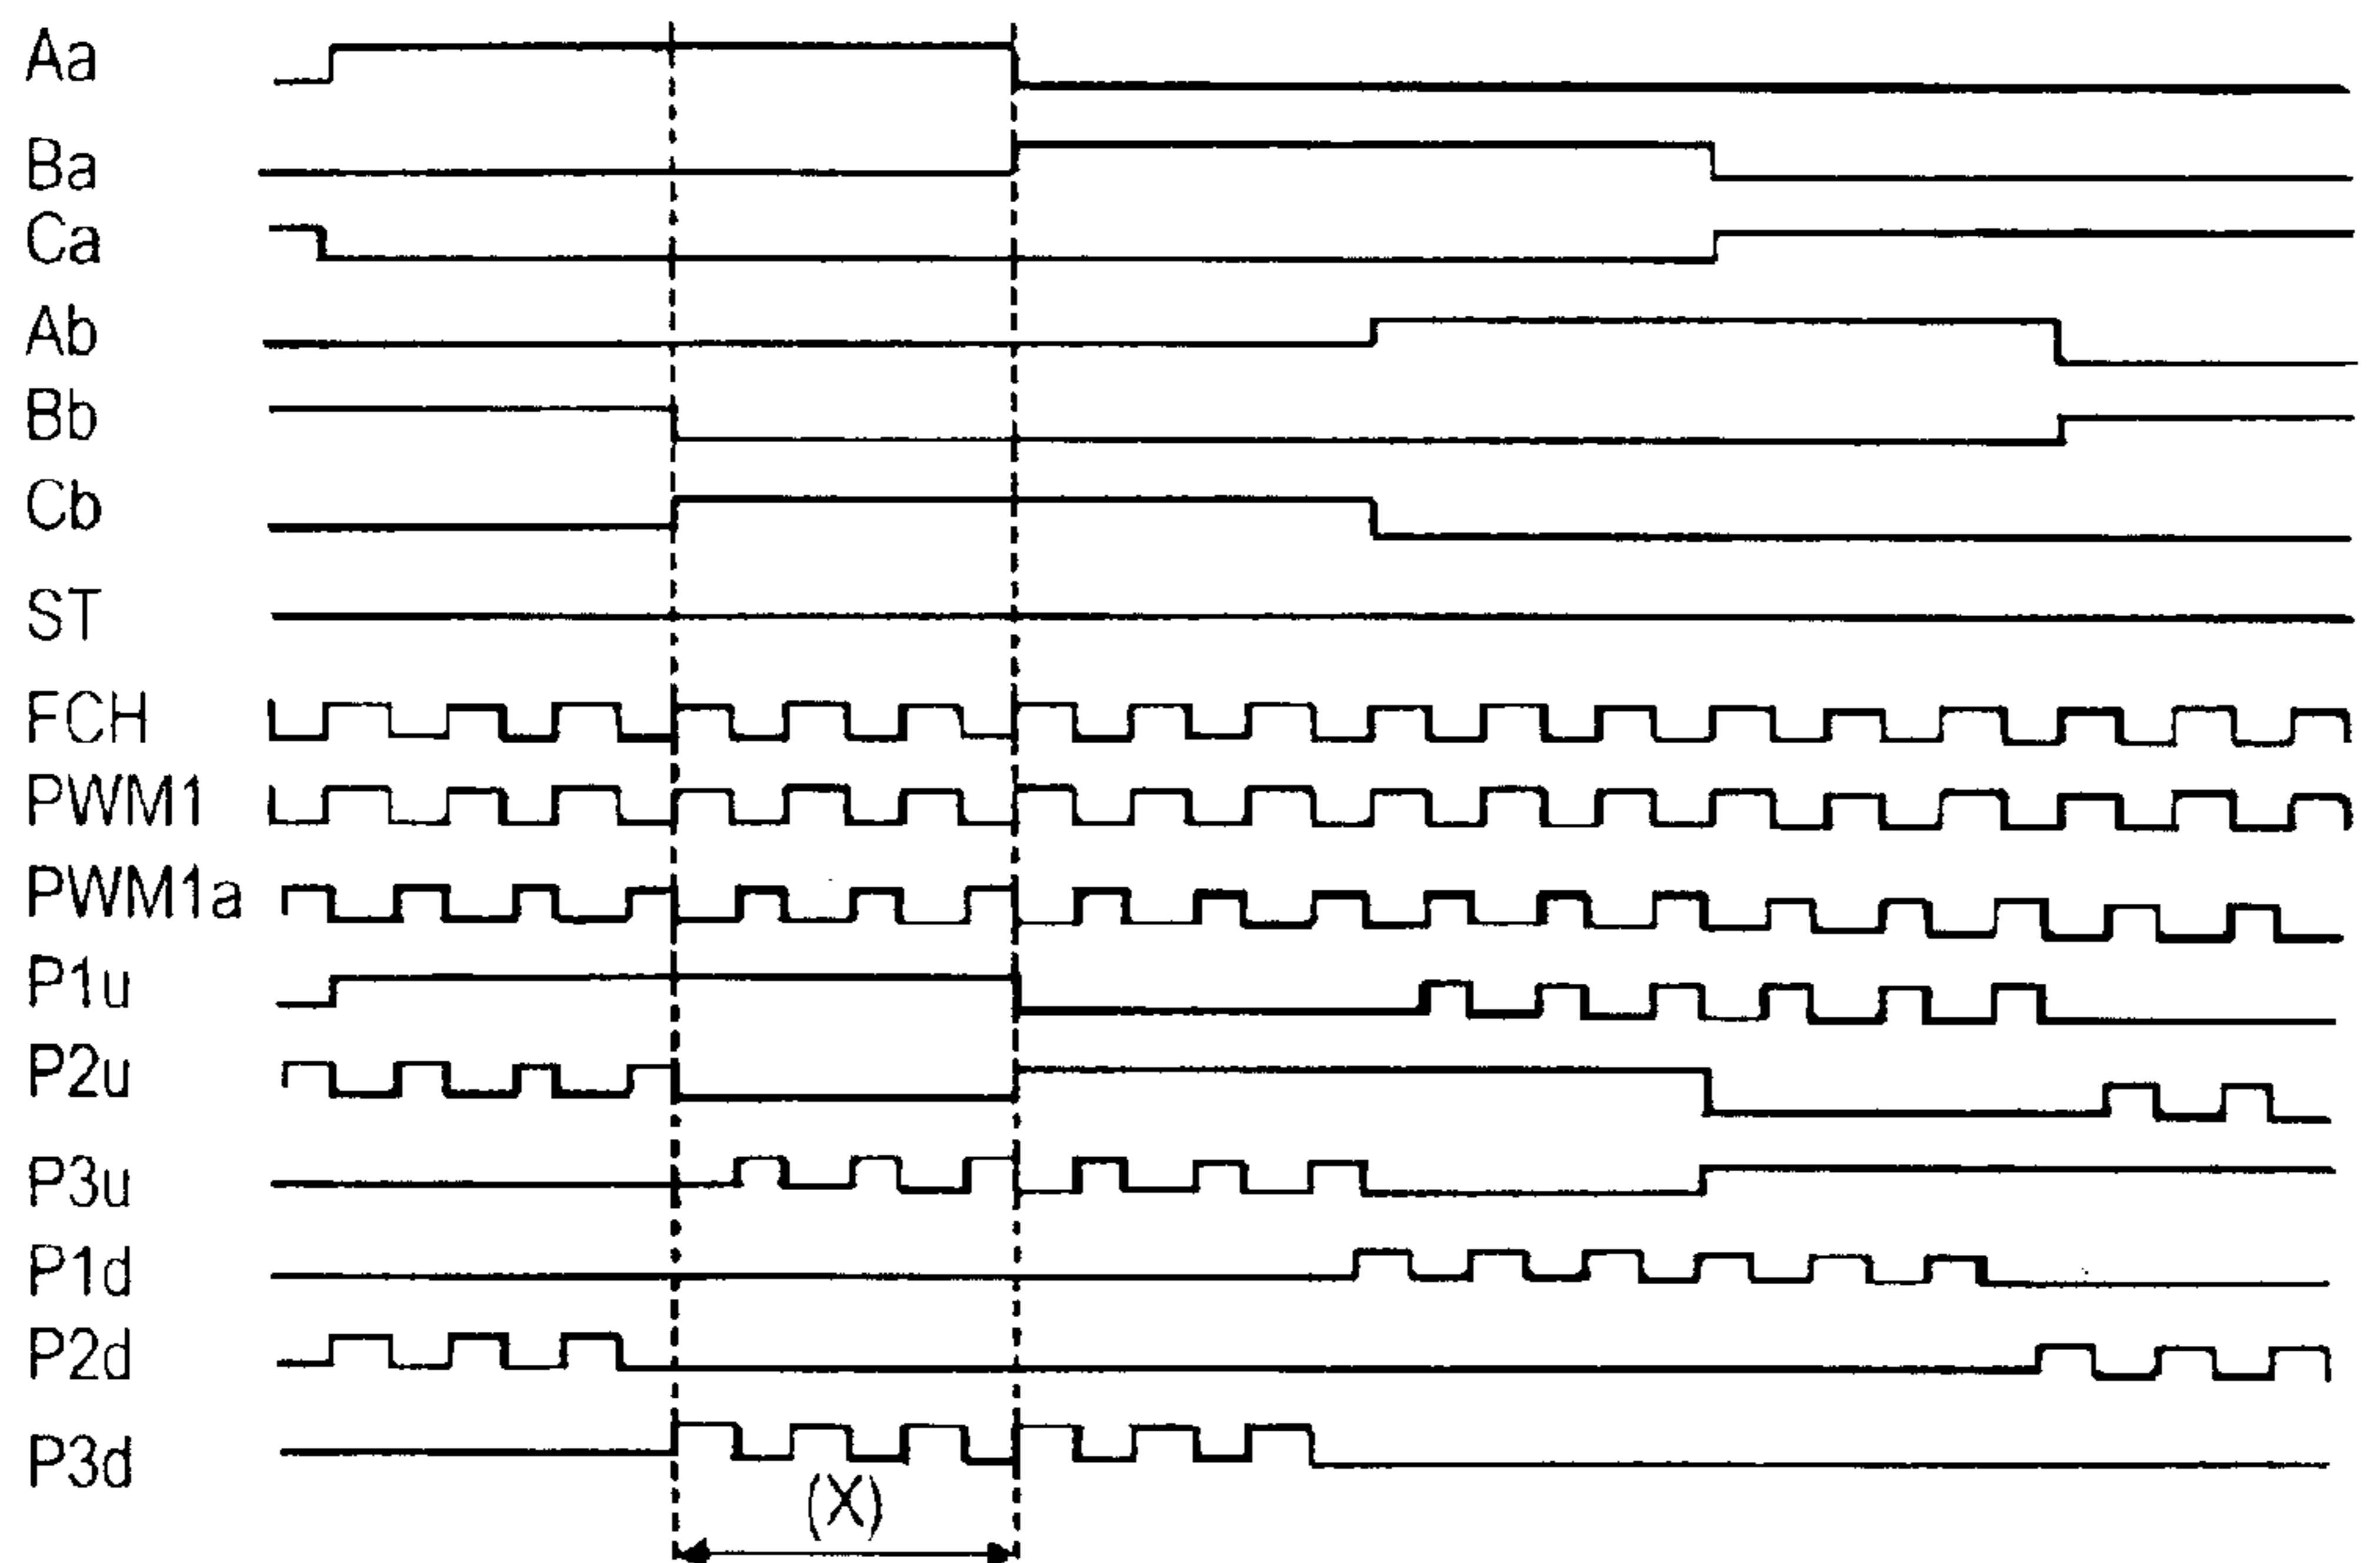 Aa
Ba
Ca
Ab
Bb
Cb
ST
FCH
PWM1
PWM1a
P1u
P2u
P3u
P1d
P2d
P3d
(X)